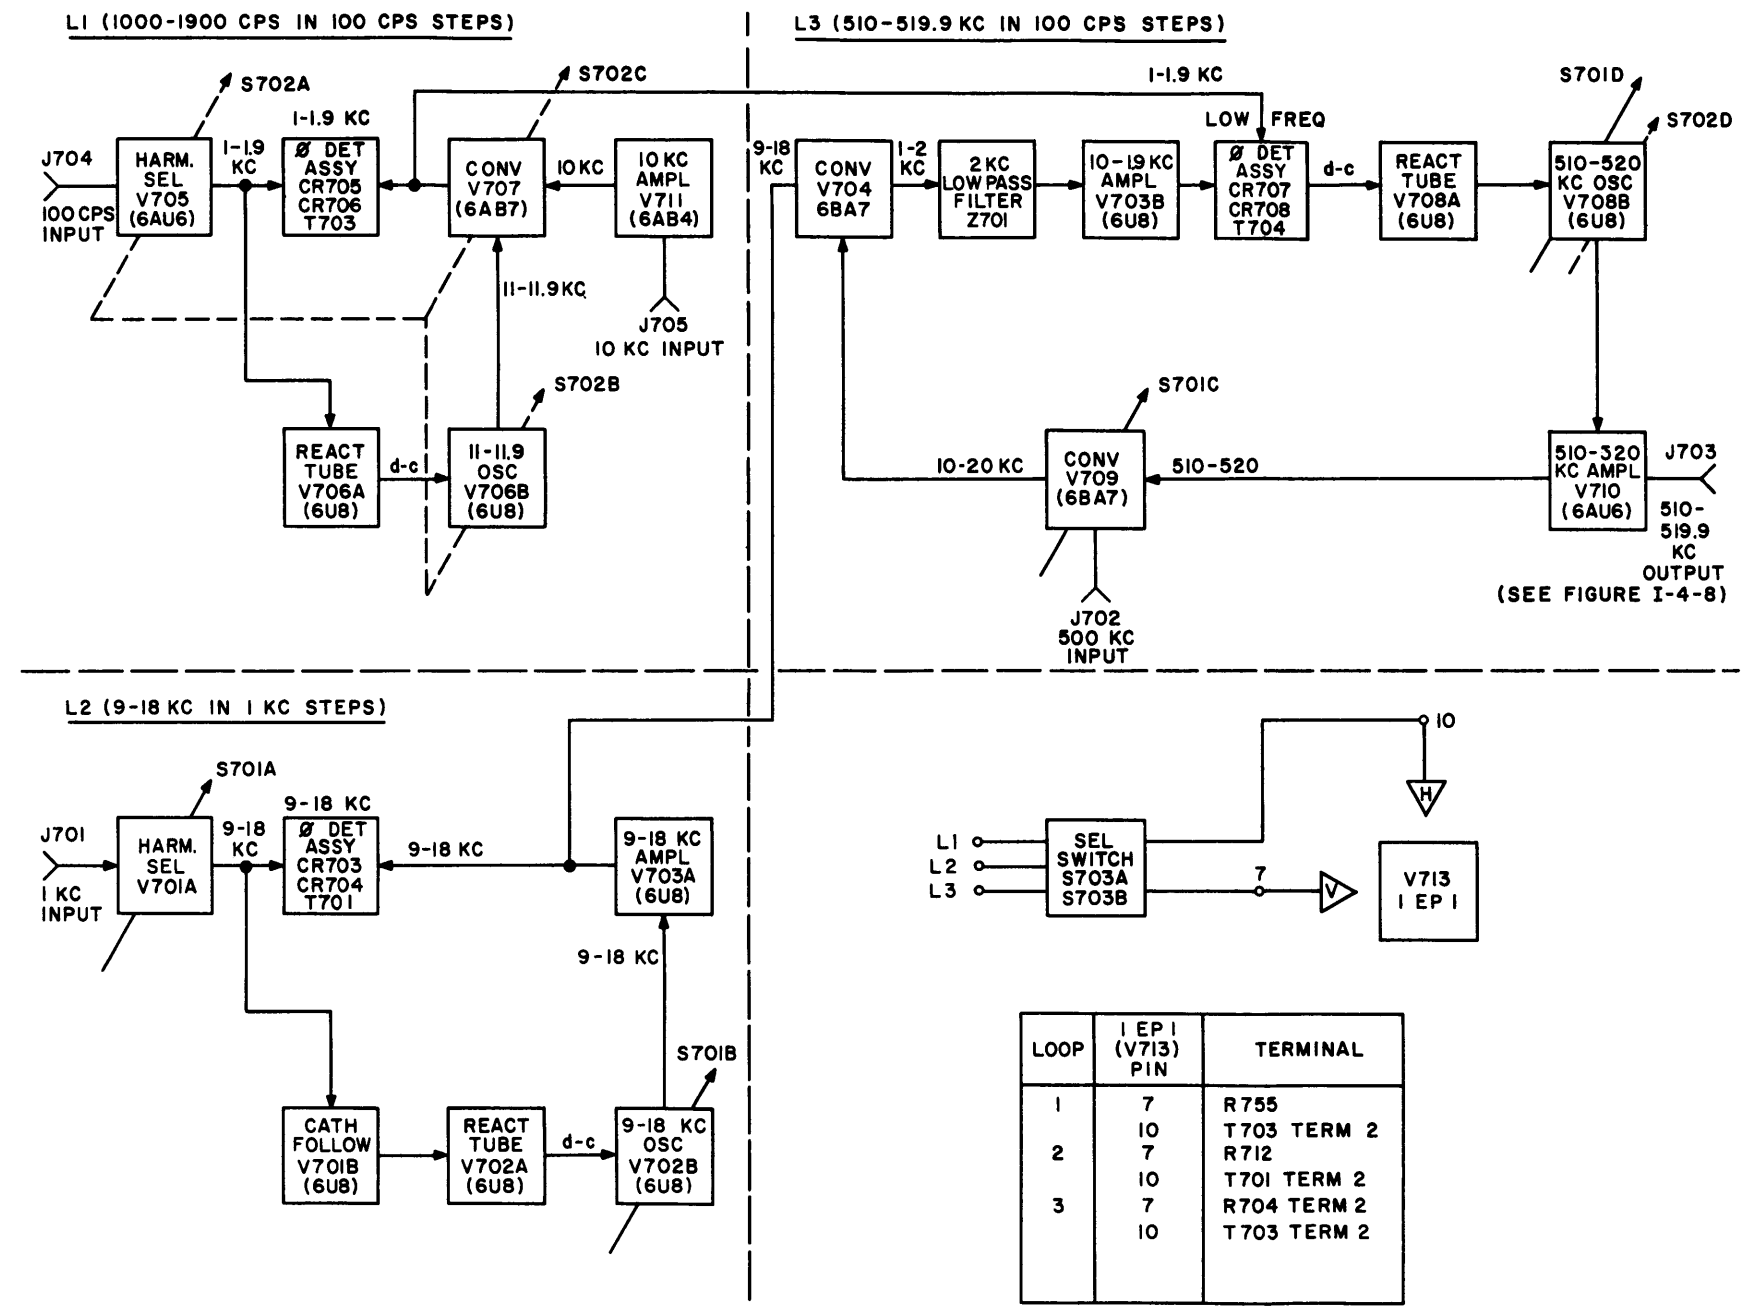 L1 (1000-1900 CPS IN 100 CPS STEPS)
S702A
S702C
J704
100 CPS
INPUT
HARM.
SEL
V705
(6AU6)
1-1.9
KC
1-1.9 KC
Ø DET
ASSY
CR705
CR706
T703
CONV
V707
(6AB7)
10KC
10 KC
AMPL
V711
(6AB4)
J705
10 KC INPUT
11-11.9KC
S702B
REACT
TUBE
V706A
(6U8)
d-c
11-11.9
OSC
V706B
(6U8)
L3 (510-519.9 KC IN 100 CPS STEPS)
1-1.9 KC
S701D
S702D
LOW FREQ
9-18
KC
CONV
V704
6BA7
1-2
KC
2 KC
LOW PASS
FILTER
Z701
10-1.9 KC
AMPL
V703B
(6U8)
Ø DET
ASSY
CR707
CR708
T704
d-c
REACT
TUBE
V708A
(6U8)
510-520
KC OSC
V708B
(6U8)
S701C
10-20 KC
CONV
V709
(6BA7)
510-520
510-320
KC AMPL
V710
(6AU6)
J703
510-
519.9
KC
OUTPUT
(SEE FIGURE I-4-8)
J702
500 KC
INPUT
L2 (9-18 KC IN 1 KC STEPS)
S701A
J701
1 KC
INPUT
HARM.
SEL
V701A
9-18
KC
9-18 KC
Ø DET
ASSY
CR703
CR704
T701
9-18 KC
9-18 KC
AMPL
V703A
(6U8)
9-18 KC
S701B
CATH
FOLLOW
V701B
(6U8)
REACT
TUBE
V702A
(6U8)
d-c
9-18 KC
OSC
V702B
(6U8)
L1
L2
L3
SEL
SWITCH
S703A
S703B
10
H
7
V
V713
1 EP 1
LOOP
1 EP 1
(V713)
PIN
TERMINAL
1 7 R755
10 T703 TERM 2
2 7 R712
10 T701 TERM 2
3 7 R704 TERM 2
10 T703 TERM 2